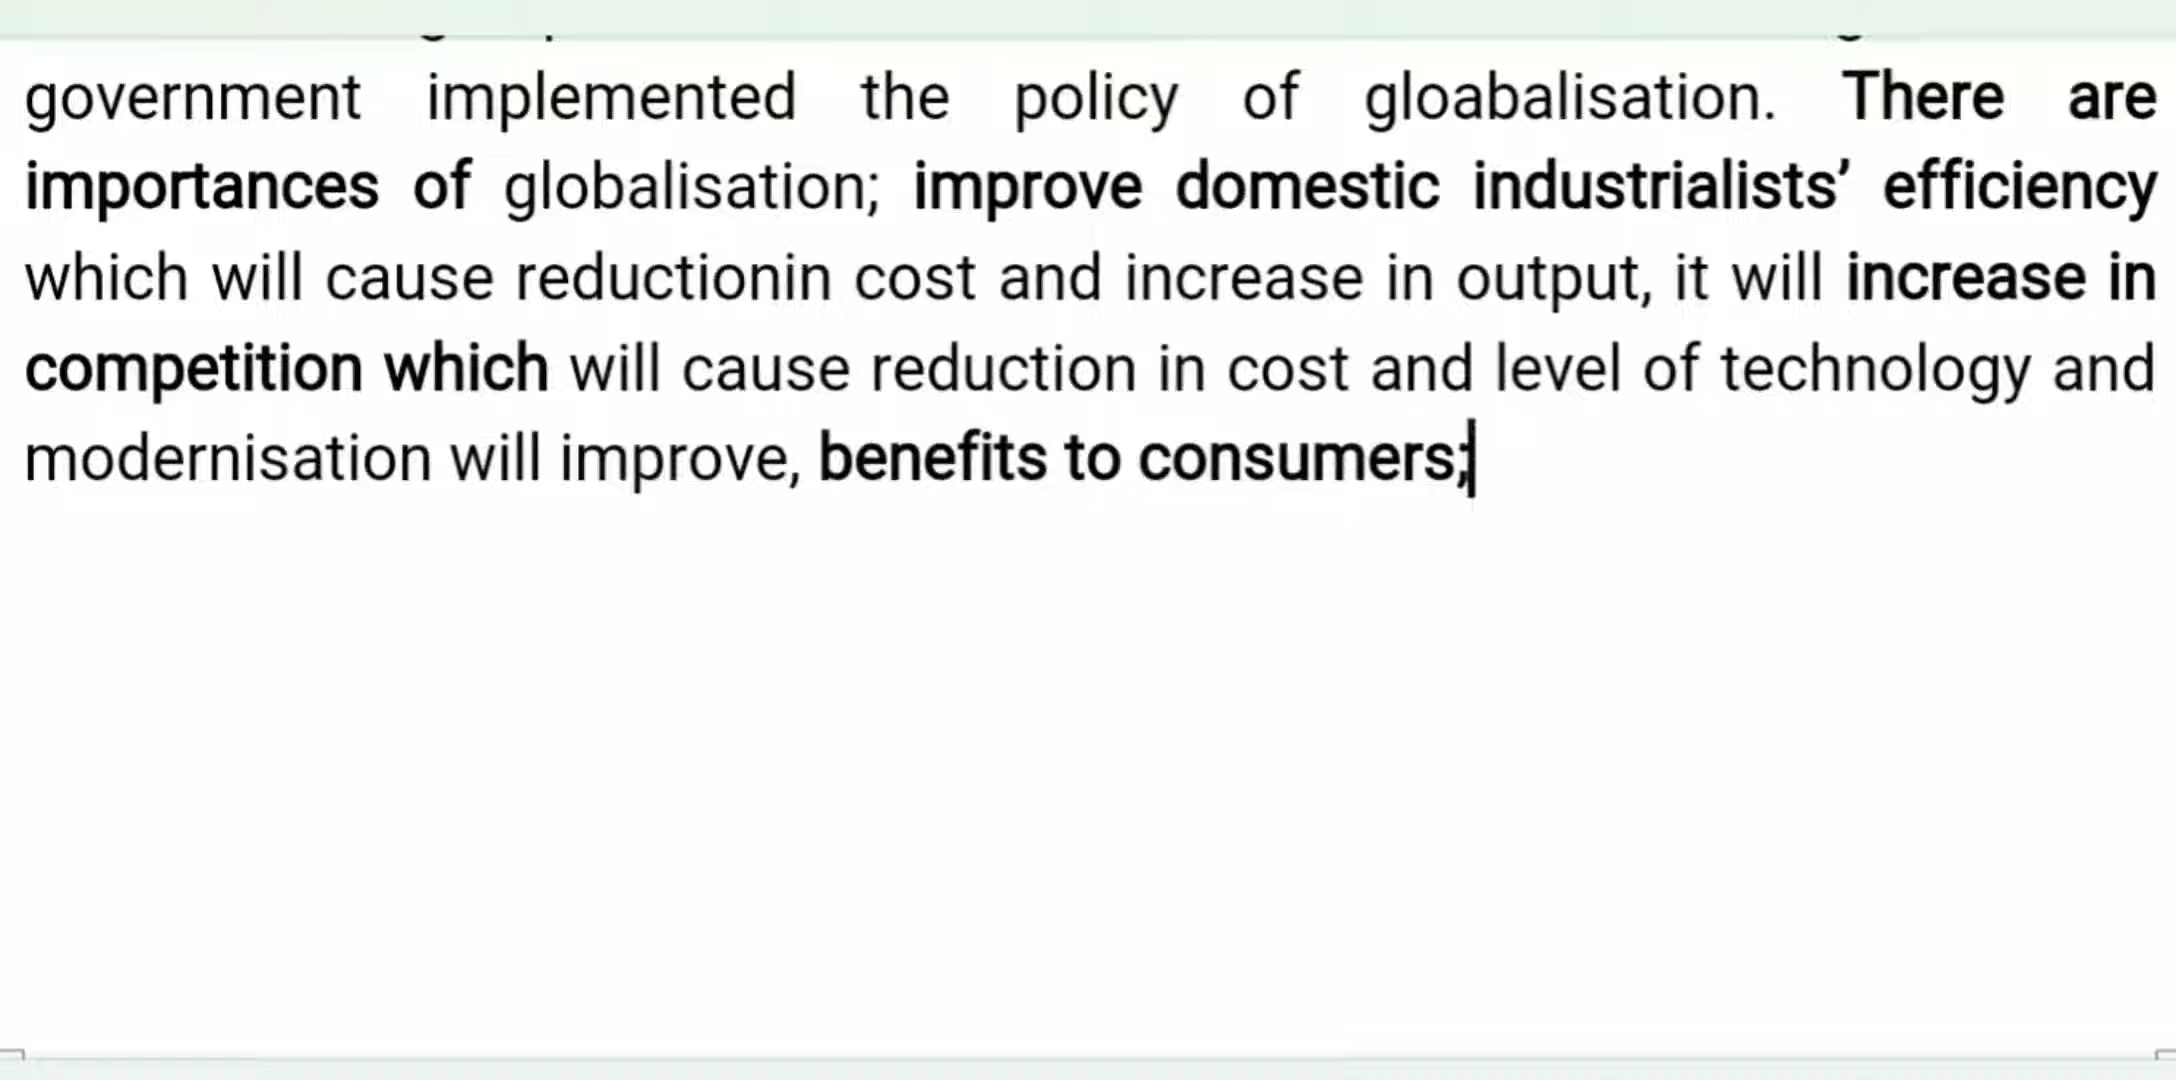 government implemented the policy of gloabalisation. There are
importances of globalisation; improve domestic industrialists’ efficiency
which will cause reductionin cost and increase in output, it will increase in
competition which will cause reduction in cost and level of technology and
modernisation will improve, benefits to consumers;